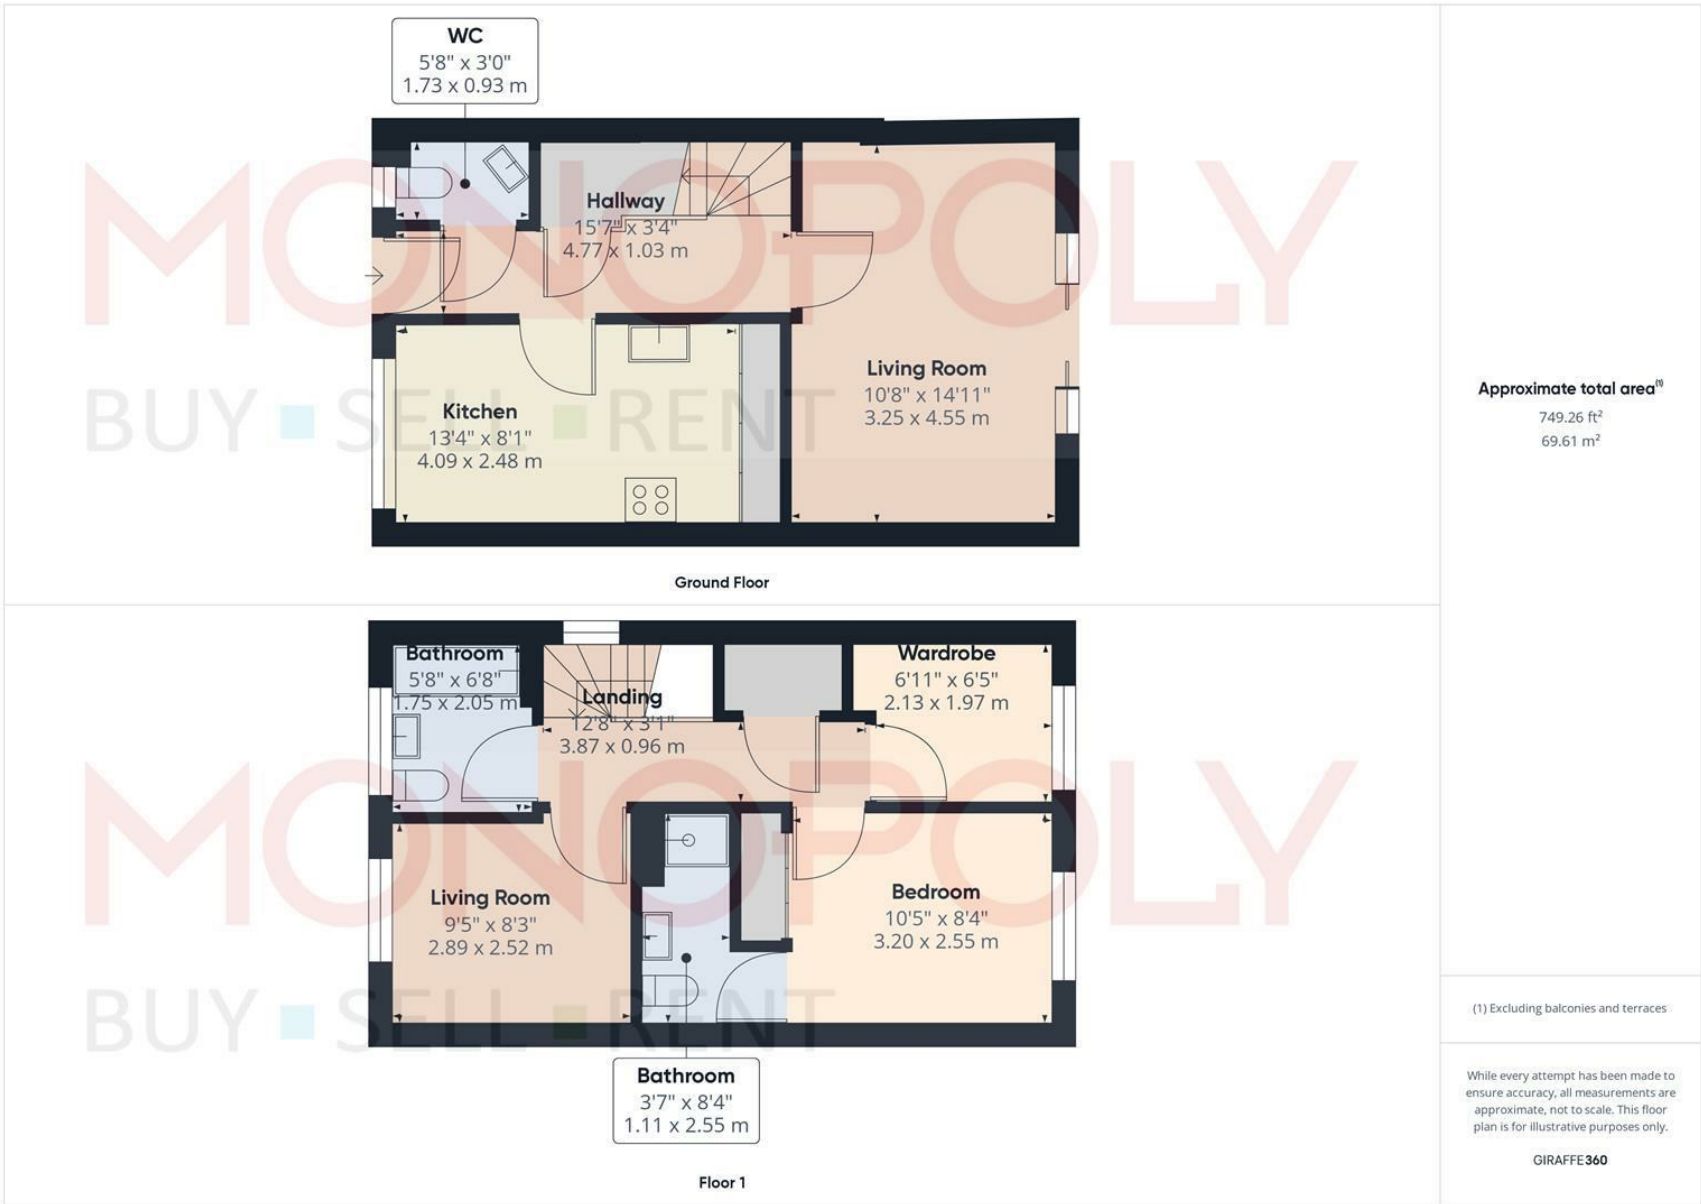 WC
5'8" x 3'0"
1.73 x 0.93 m
Hallway
15'7" x 3'4"
4.77 x 1.03 m
Living Room
10'8" x 14'11"
3.25 x 4.55 m
Kitchen
13'4" x 8'1"
4.09 x 2.48 m
MONOPOLY
BUY SELL RENT
Ground Floor
Bathroom
5'8" x 6'8"
1.75 x 2.05 m
Landing
12'8" x 3'1"
3.87 x 0.96 m
Wardrobe
6'11" x 6'5"
2.13 x 1.97 m
Living Room
9'5" x 8'3"
2.89 x 2.52 m
Bedroom
10'5" x 8'4"
3.20 x 2.55 m
MONOPOLY
BUY SELL RENT
Bathroom
3'7" x 8'4"
1.11 x 2.55 m
Floor 1
Approximate total area(1)
749.26 ft²
69.61 m²
(1) Excluding balconies and terraces
While every attempt has been made to
ensure accuracy, all measurements are
approximate, not to scale. This floor
plan is for illustrative purposes only.
GIRAFFE360